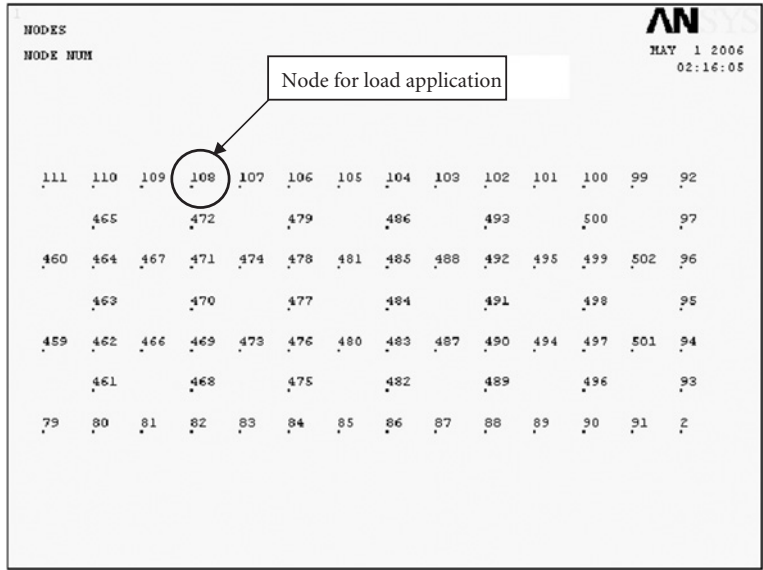 1
NODES
NODE NUM
ANSYS
MAY 1 2006
02:16:05
Node for load application
111 110 109 108 107 106 105 104 103 102 101 100 99 92
465 472 479 486 493 500 97
460 464 467 471 474 478 481 485 488 492 495 499 502 96
463 470 477 484 491 498 95
459 462 466 469 473 476 480 483 487 490 494 497 501 94
461 468 475 482 489 496 93
79 80 81 82 83 84 85 86 87 88 89 90 91 2